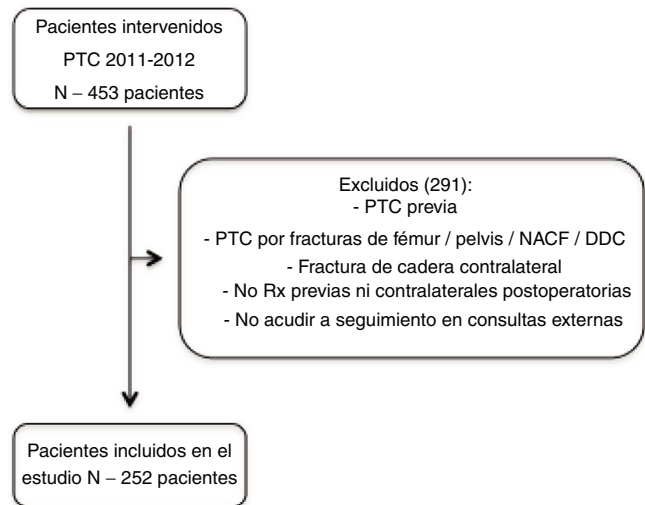 Pacientes intervenidos
PTC 2011-2012
N – 453 pacientes
Excluidos (291):
- PTC previa
- PTC por fracturas de fémur / pelvis / NACF / DDC
- Fractura de cadera contralateral
- No Rx previas ni contralaterales postoperatorias
- No acudir a seguimiento en consultas externas
Pacientes incluidos en el
estudio N – 252 pacientes